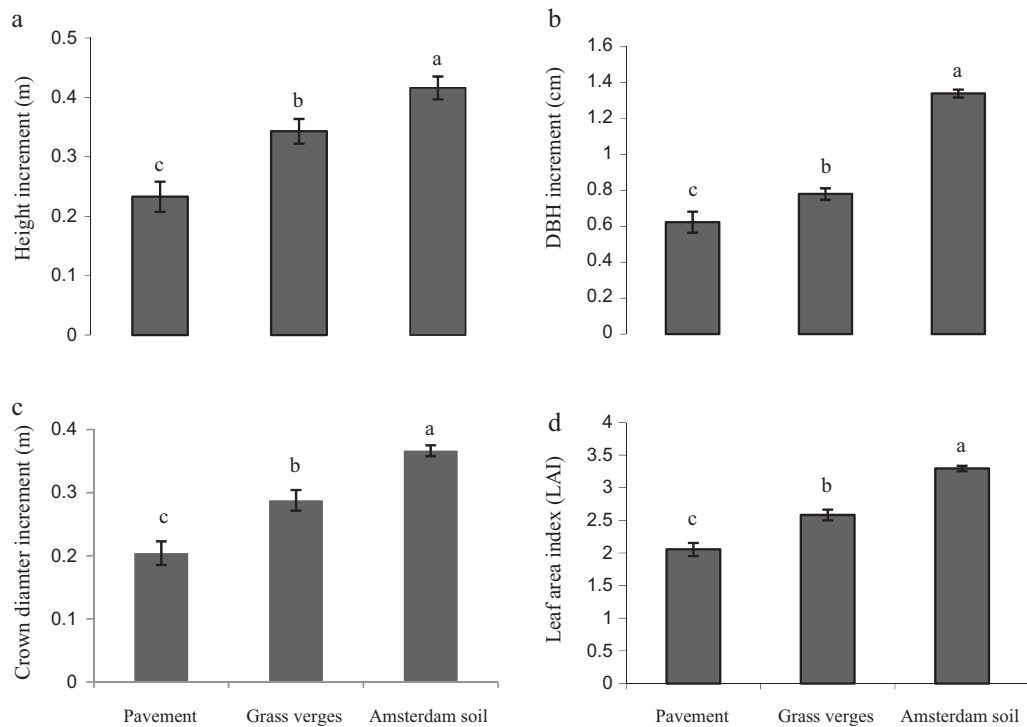 a
Height increment (m)
0.5
0.4
0.3
0.2
0.1
0
c
b
a
b
DBH increment (cm)
1.6
1.4
1.2
1
0.8
0.6
0.4
0.2
0
c
b
a
c
Crown diamter increment (m)
0.4
0.3
0.2
0.1
0
c
b
a
Pavement
Grass verges
Amsterdam soil
d
Leaf area index (LAI)
4
3.5
3
2.5
2
1.5
1
0.5
0
c
b
a
Pavement
Grass verges
Amsterdam soil